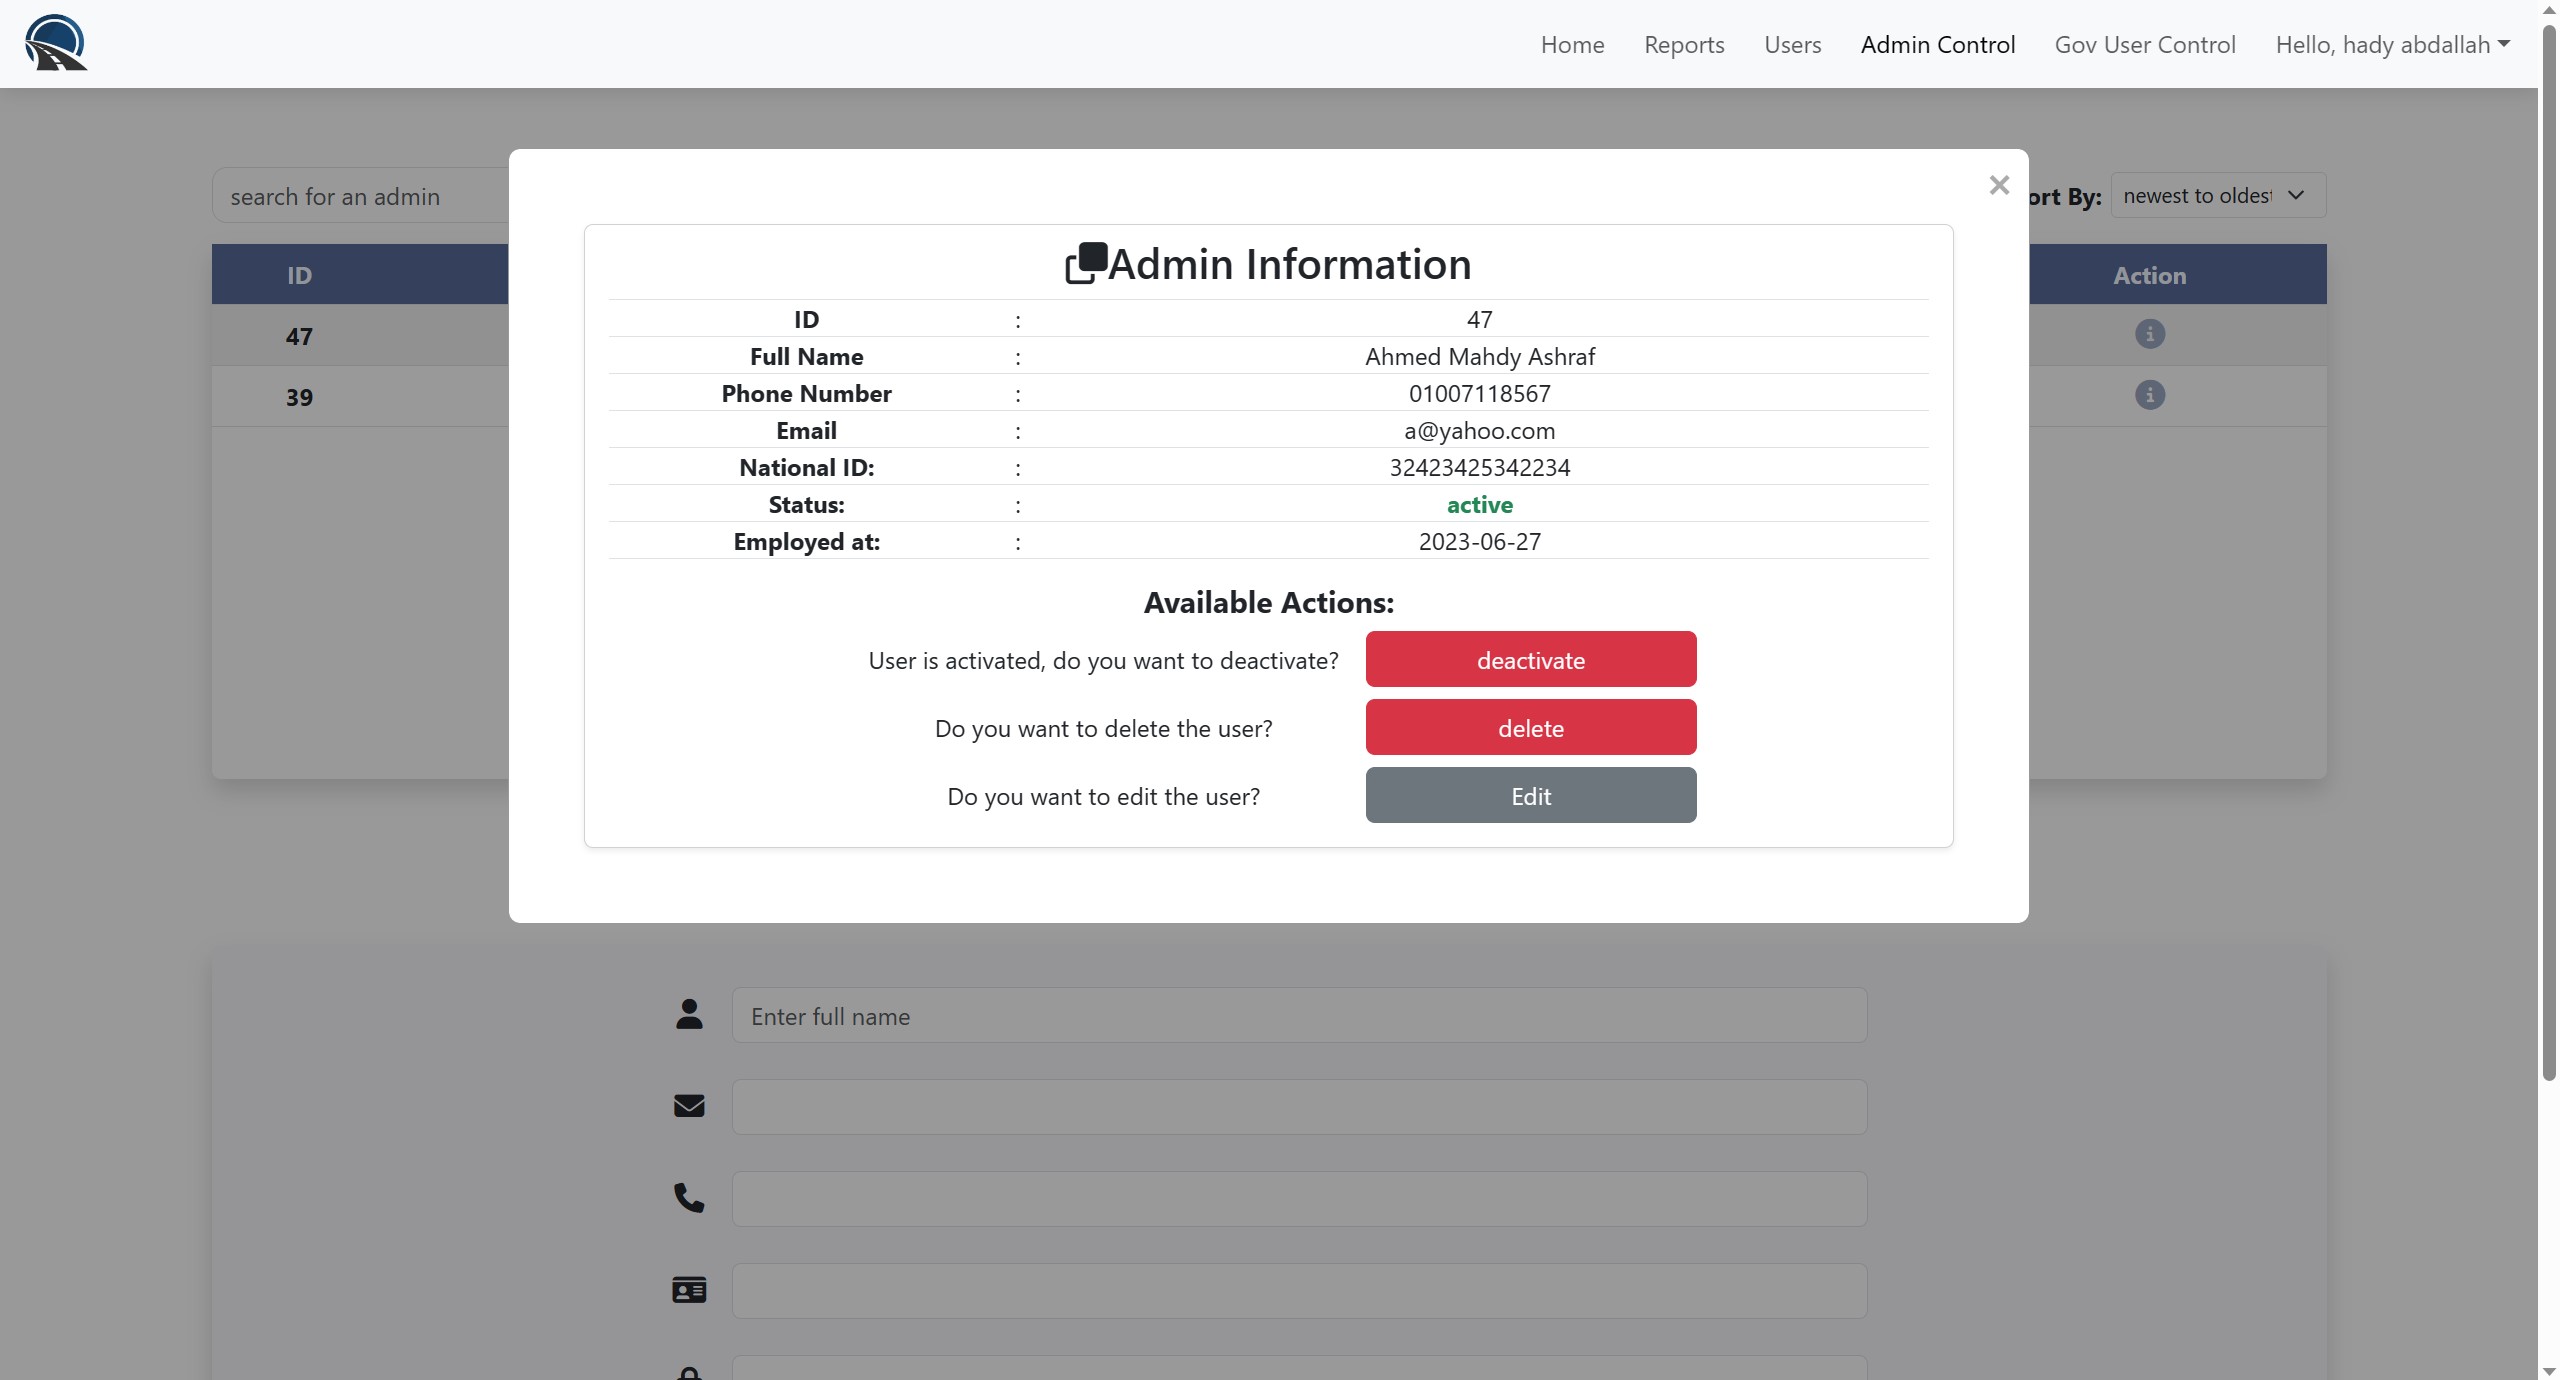 Home Reports Users Admin Control Gov User Control Hello, hady abdallah
search for an admin
ort By: newest to oldest
ID Action
47
39
Admin Information
ID : 47
Full Name : Ahmed Mahdy Ashraf
Phone Number : 01007118567
Email : a@yahoo.com
National ID: : 32423425342234
Status: : active
Employed at: : 2023-06-27
Available Actions:
User is activated, do you want to deactivate? deactivate
Do you want to delete the user? delete
Do you want to edit the user? Edit
Enter full name